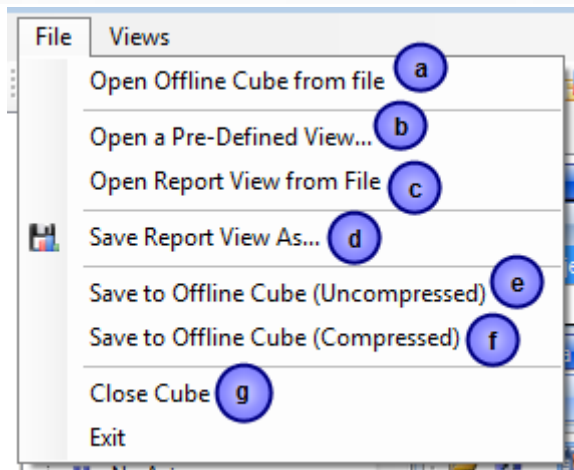 File Views
Open Offline Cube from file a
Open a Pre-Defined View... b
Open Report View from File c
Save Report View As... d
Save to Offline Cube (Uncompressed) e
Save to Offline Cube (Compressed) f
Close Cube g
Exit